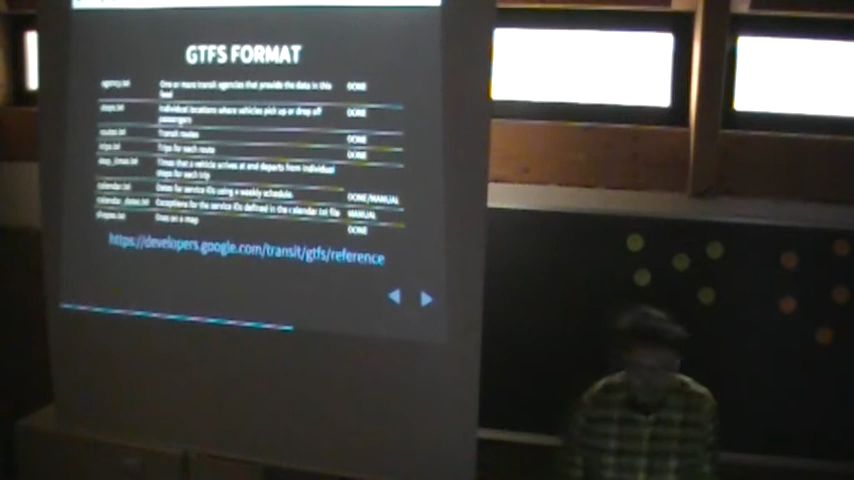 GTFS FORMAT
agency.txt One or more transit agencies that provide the data in this DONE
feed
stops.txt Individual locations where vehicles pick up or drop off DONE
passengers
routes.txt Transit routes DONE
trips.txt Trips for each route DONE
stop_times.txt Times that a vehicle arrives at and departs from individual
stops for each trip DONE/MANUAL
calendar.txt Dates for service IDs using a weekly schedule.
calendar_dates.txt Exceptions for the service IDs defined in the calendar.txt file MANUAL
shapes.txt on a map DONE
https://developers.google.com/transit/gtfs/reference